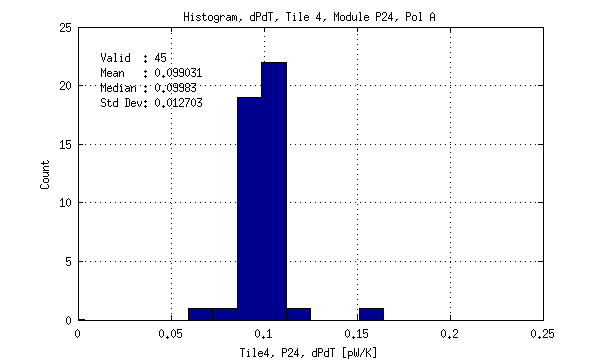 Histogram, dPdT, Tile 4, Module P24, Pol A
25
20
15
10
5
0
Count
Valid : 45
Mean : 0.099031
Median : 0.09983
Std Dev: 0.012703
0 0.05 0.1 0.15 0.2 0.25
Tile4, P24, dPdT [pW/K]